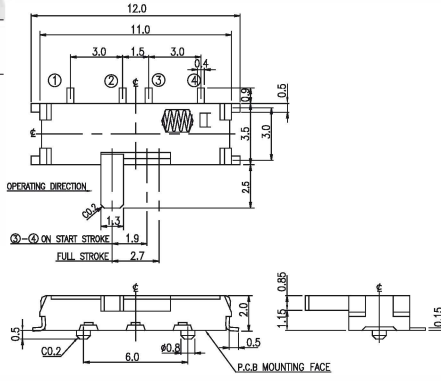 12.0
11.0
3.0 1.5 3.0
0.4
① ② ③ ④
℄
0.9
0.5
℄
3.5
3.0
OPERATING DIRECTION
2.5
C0.2
1.3
③-④ ON START STROKE 1.9
FULL STROKE 2.7
℄ ℄
0.85
2.0
1.15
0.5
0.15
C0.2
ø0.8
0.5
6.0
P.C.B MOUNTING FACE